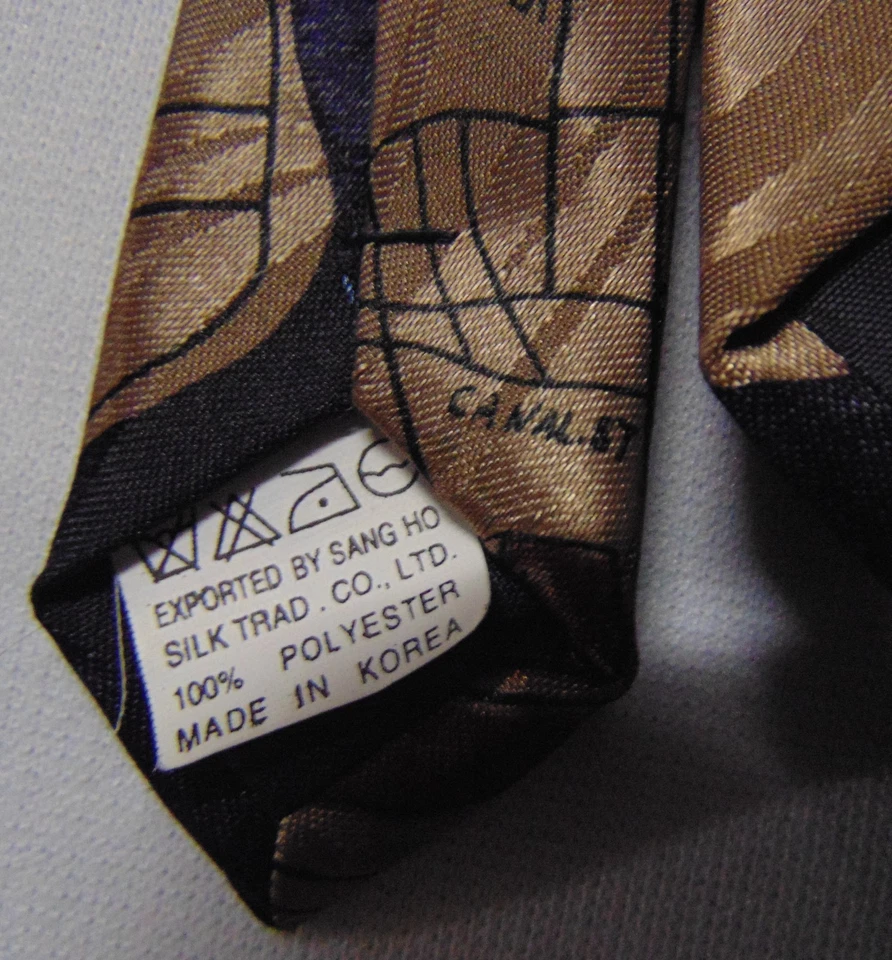 CANAL.ST
EXPORTED BY SANG HO
SILK TRAD . CO., LTD.
100% POLYESTER
MADE IN KOREA